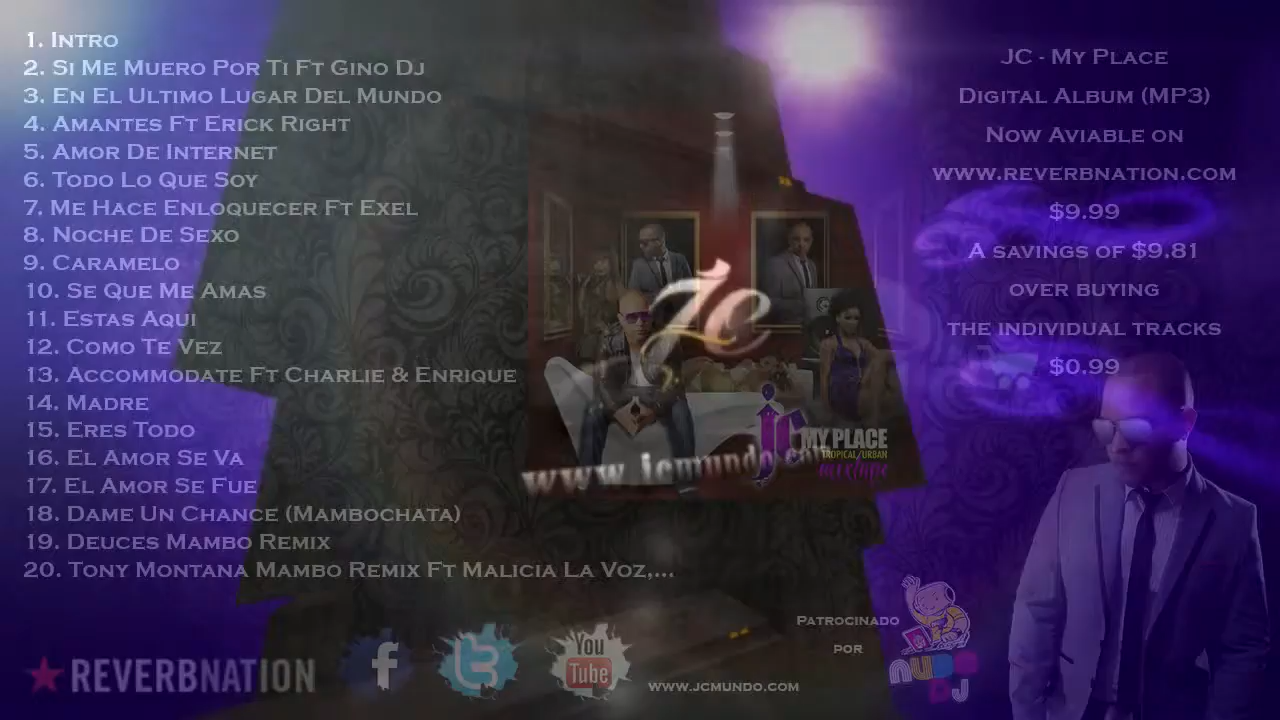 1. Intro
2. Si Me Muero Por Ti Ft Gino Dj
3. En El Ultimo Lugar Del Mundo
4. Amantes Ft Erick Right
5. Amor De Internet
6. Todo Lo Que Soy
7. Me Hace Enloquecer Ft Exel
8. Noche De Sexo
9. Caramelo
10. Se Que Me Amas
11. Estas Aqui
12. Como Te Vez
13. Accommodate Ft Charlie & Enrique
14. Madre
15. Eres Todo
16. El Amor Se Va
17. El Amor Se Fue
18. Dame Un Chance (Mambochata)
19. Deuces Mambo Remix
20. Tony Montana Mambo Remix Ft Malicia La Voz,...
JC - My Place
Digital Album (MP3)
Now Aviable on
www.reverbnation.com
$9.99
A savings of $9.81
over buying
the individual tracks
$0.99
JC
www.jcmundo.com
jc
MY PLACE
TROPICAL/URBAN
mixtape
REVERBNATION
f
t
You
Tube
www.jcmundo.com
Patrocinado
por
DJ